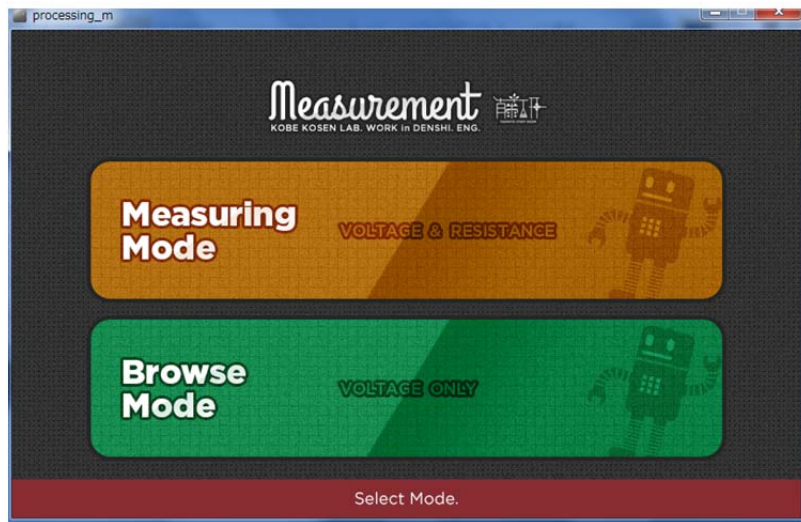 processing_m
Measurement
KOBE KOSEN LAB. WORK in DENSHI. ENG.
Measuring
Mode
VOLTAGE & RESISTANCE
Browse
Mode
VOLTAGE ONLY
Select Mode.